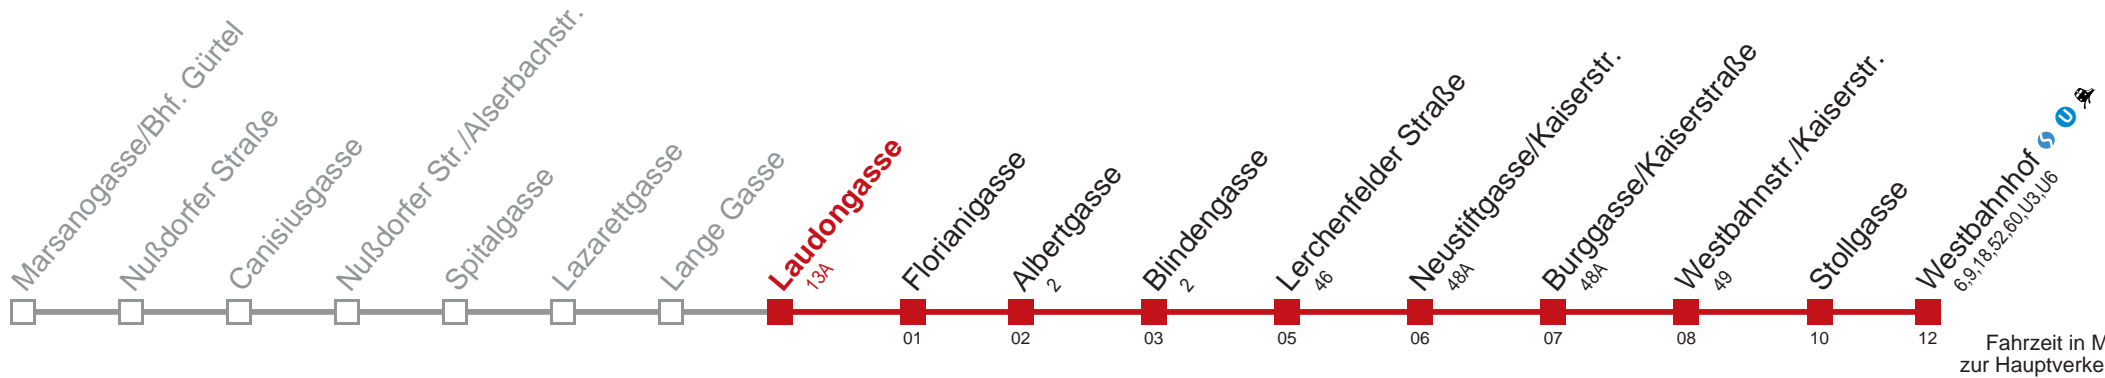 Marsanogasse/Bhf. Gürtel
Nußdorfer Straße
Canisiusgasse
Nußdorfer Str./Alserbachstr.
Spitalgasse
Lazarettgasse
Lange Gasse
Laudongasse
13A
Florianigasse
Albertgasse
2
Blindengasse
2
Lerchenfelder Straße
46
Neustiftgasse/Kaiserstr.
48A
Burggasse/Kaiserstraße
48A
Westbahnstr./Kaiserstr.
49
Stollgasse
Westbahnhof S U
6,9,18,52,60,U3,U6
01 02 03 05 06 07 08 10 12
Fahrzeit in M
zur Hauptverke